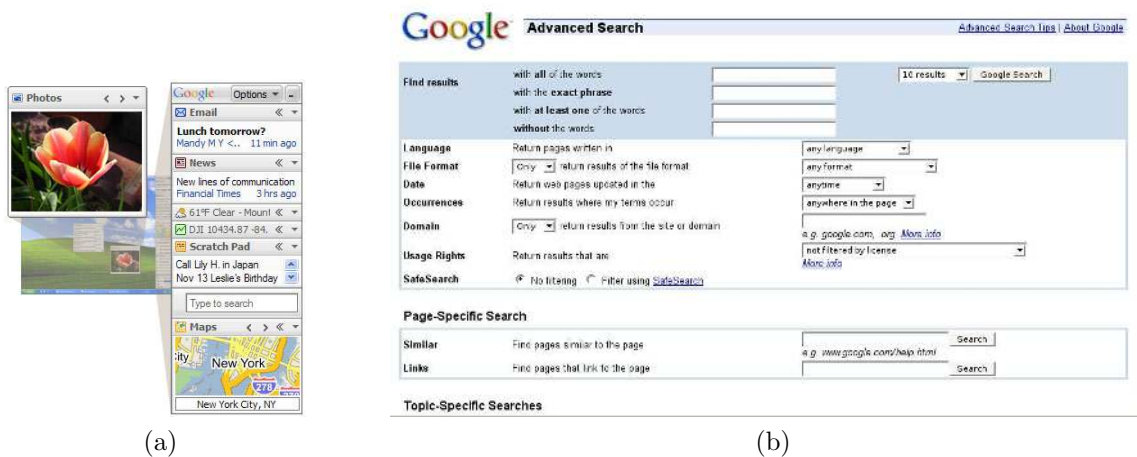 Photos
Google Options
Email
Lunch tomorrow?
Mandy M Y <.. 11 min ago
News
New lines of communication
Financial Times 3 hrs ago
61°F Clear - Mount
DJI 10434.87 -84.
Scratch Pad
Call Lily H. in Japan
Nov 13 Leslie's Birthday
Type to search
Maps
City New York
278
New York City, NY
(a)
Google Advanced Search Advanced Search Tips | About Google
Find results with all of the words 10 results Google Search
with the exact phrase
with at least one of the words
without the words
Language Return pages written in any language
File Format Only return results of the file format any format
Date Return web pages updated in the anytime
Occurrences Return results where my terms occur anywhere in the page
Domain Only return results from the site or domain
e.g. google.com, .org More info
Usage Rights Return results that are not filtered by license
More info
SafeSearch No filtering Filter using SafeSearch
Page-Specific Search
Similar Find pages similar to the page Search
e.g. www.google.com/help.html
Links Find pages that link to the page Search
Topic-Specific Searches
(b)